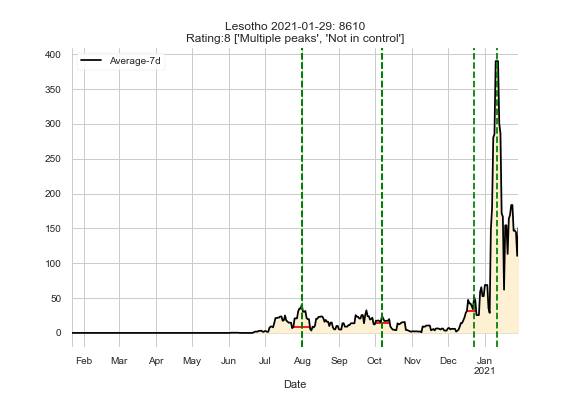 Lesotho 2021-01-29: 8610
Rating:8 ['Multiple peaks', 'Not in control']
400
Average-7d
350
300
250
200
150
100
50
0
Feb Mar Apr May Jun Jul Aug Sep Oct Nov Dec Jan
2021
Date